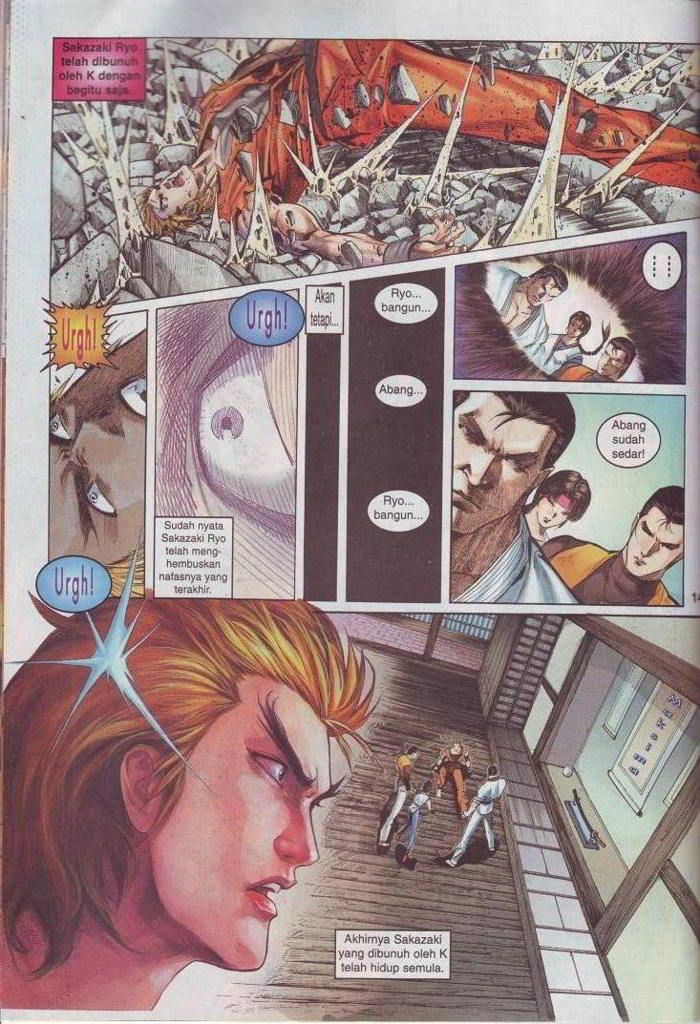 Sakazaki Ryo
telah dibunuh
oleh K dengan
begitu saja.
Urgh!
Urgh!
Sudah nyata
Sakazaki Ryo
telah meng-
hembuskan
nafasnya yang
terakhir.
Akan
tetapi...
Ryo...
bangun...
Abang...
Ryo...
bangun...
Abang
sudah
sedar!
Urgh!
Maksima
Akhirnya Sakazaki
yang dibunuh oleh K
telah hidup semula.